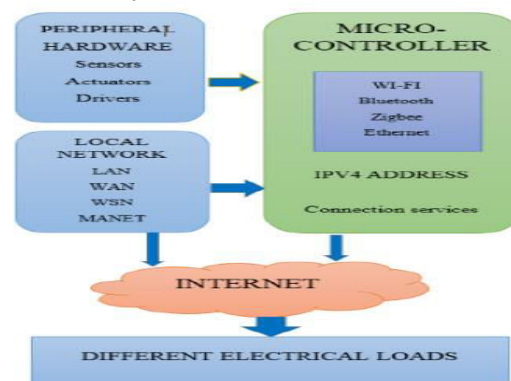 PERIPHERAL
HARDWARE
Sensors
Actuators
Drivers
LOCAL
NETWORK
LAN
WAN
WSN
MANET
MICRO-
CONTROLLER
WI-FI
Bluetooth
Zigbee
Ethernet
IPV4 ADDRESS
Connection services
INTERNET
DIFFERENT ELECTRICAL LOADS